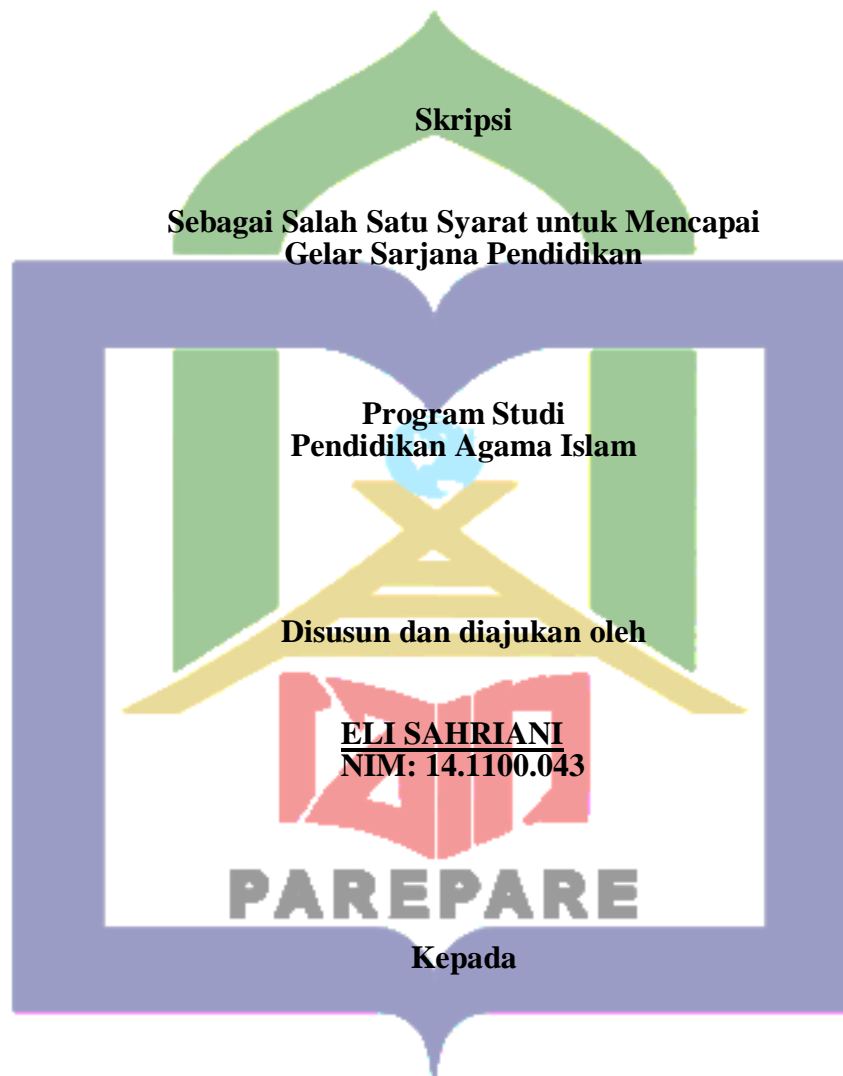 Skripsi
Sebagai Salah Satu Syarat untuk Mencapai
Gelar Sarjana Pendidikan
Program Studi
Pendidikan Agama Islam
Disusun dan diajukan oleh
ELI SAHRIANI
NIM: 14.1100.043
iain
PAREPARE
Kepada